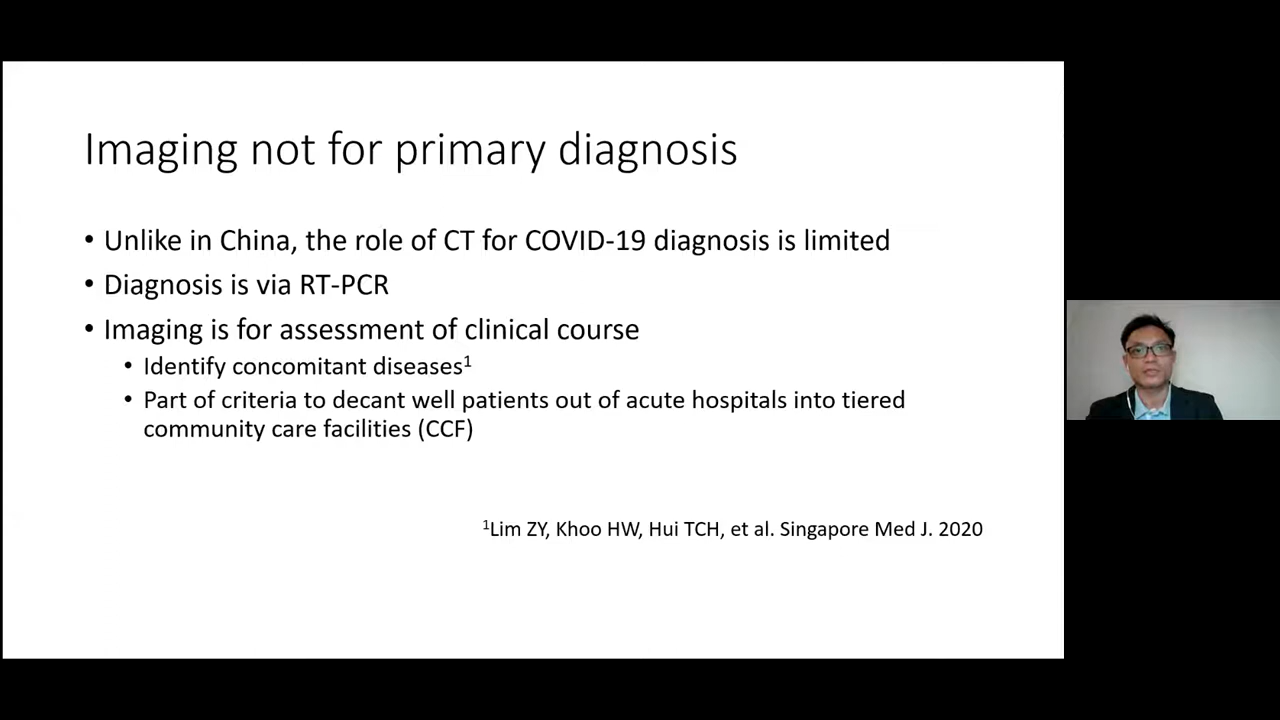 Imaging not for primary diagnosis
• Unlike in China, the role of CT for COVID-19 diagnosis is limited
• Diagnosis is via RT-PCR
• Imaging is for assessment of clinical course
• Identify concomitant diseases¹
• Part of criteria to decant well patients out of acute hospitals into tiered
community care facilities (CCF)
¹Lim ZY, Khoo HW, Hui TCH, et al. Singapore Med J. 2020